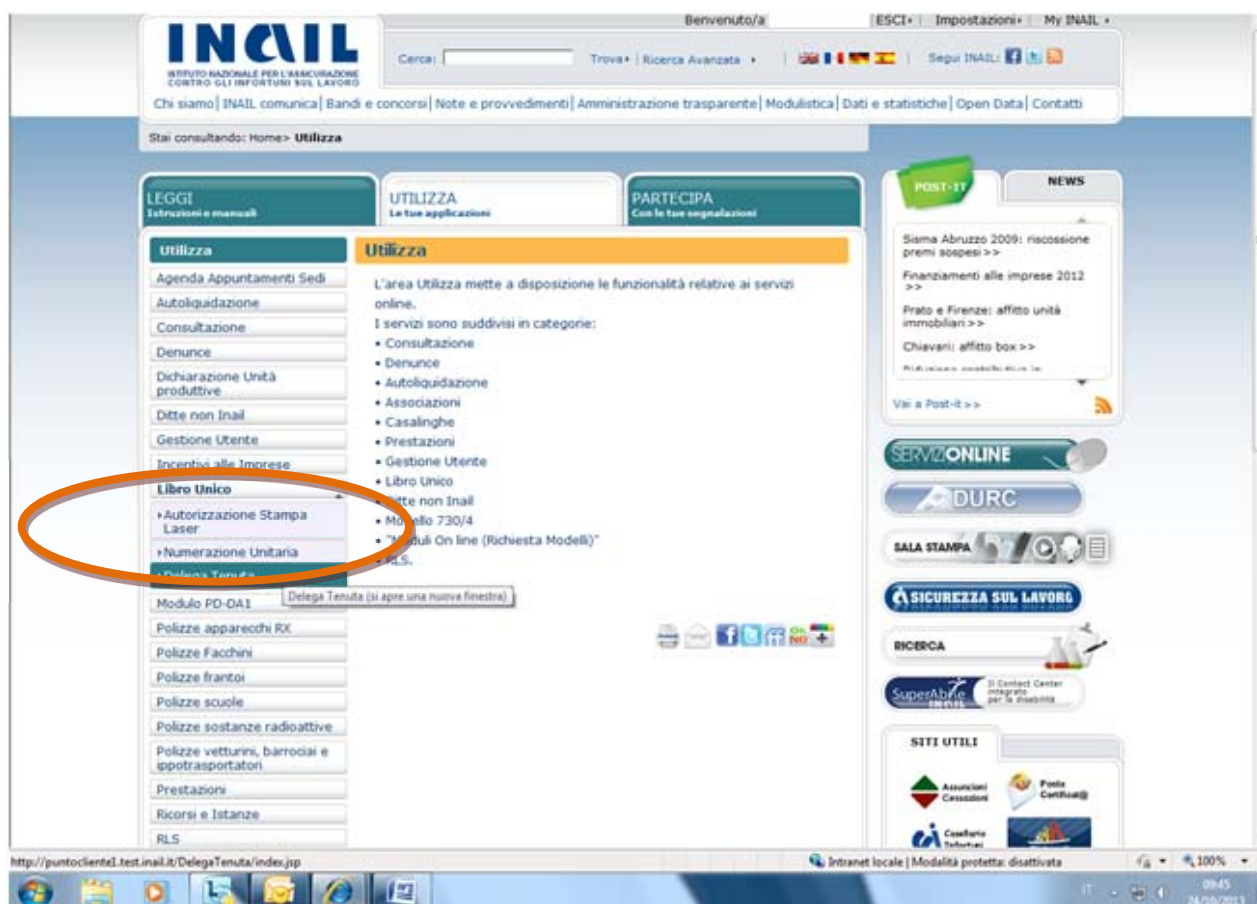 Benvenuto/a
ESCI
Impostazioni
My INAIL
INAIL
ISTITUTO NAZIONALE PER L'ASSICURAZIONE
CONTRO GLI INFORTUNI SUL LAVORO
Cerca:
Trova
Ricerca Avanzata
Segui INAIL:
Chi siamo| INAIL comunica| Bandi e concorsi| Note e provvedimenti| Amministrazione trasparente| Modulistica| Dati e statistiche| Open Data| Contatti
Stai consultando: Home> Utilizza
LEGGI
Istruzioni e manuali
UTILIZZA
Le tue applicazioni
PARTECIPA
Con le tue segnalazioni
Utilizza
Agenda Appuntamenti Sedi
Autoliquidazione
Consultazione
Denunce
Dichiarazione Unità
produttive
Ditte non Inail
Gestione Utente
Incentivi alle Imprese
Libro Unico
Autorizzazione Stampa
Laser
Numerazione Unitaria
Delega Tenuta
Delega Tenuta (si apre una nuova finestra)
Modulo PD-DA1
Polizze apparecchi RX
Polizze Facchini
Polizze frantoi
Polizze scuole
Polizze sostanze radioattive
Polizze vetturini, barrociai e
ippotrasportatori
Prestazioni
Ricorsi e Istanze
RLS
Utilizza
L'area Utilizza mette a disposizione le funzionalità relative ai servizi
online.
I servizi sono suddivisi in categorie:
• Consultazione
• Denunce
• Autoliquidazione
• Associazioni
• Casalinghe
• Prestazioni
• Gestione Utente
• Libro Unico
• Ditte non Inail
• Modello 730/4
• "Moduli On line (Richiesta Modelli)"
• RLS.
POST-IT
NEWS
Sisma Abruzzo 2009: riscossione
premi sospesi >>
Finanziamenti alle imprese 2012
>>
Prato e Firenze: affitto unità
immobiliari >>
Chiavari: affitto box >>
Vai a Post-it >>
SERVIZIONLINE
DURC
SALA STAMPA
SICUREZZA SUL LAVORO
RICERCA
SuperAbile
INAIL
Il Contact Center
integrato
per la disabilità
SITI UTILI
Assunzioni
Cessazioni
Posta
Certificat@
Casellario
Infortuni
http://puntocliente1.test.inail.it/DelegaTenuta/index.jsp
Intranet locale | Modalità protetta: disattivata
100%
IT
09:45
24/10/2013